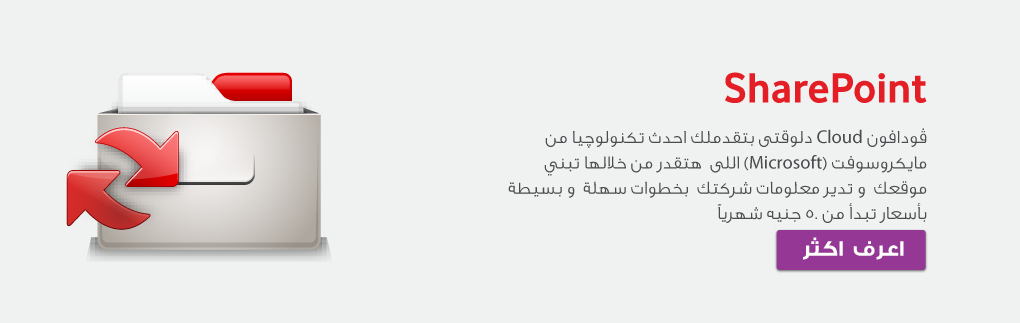 SharePoint
ڤودافون Cloud دلوقتى بتقدملك احدث تكنولوچيا من
مايكروسوفت (Microsoft) اللى هتقدر من خلالها تبني
موقعك و تدير معلومات شركتك بخطوات سهلة و بسيطة
بأسعار تبدأ من ٥٠ جنيه شهرياً
اعرف اكثر